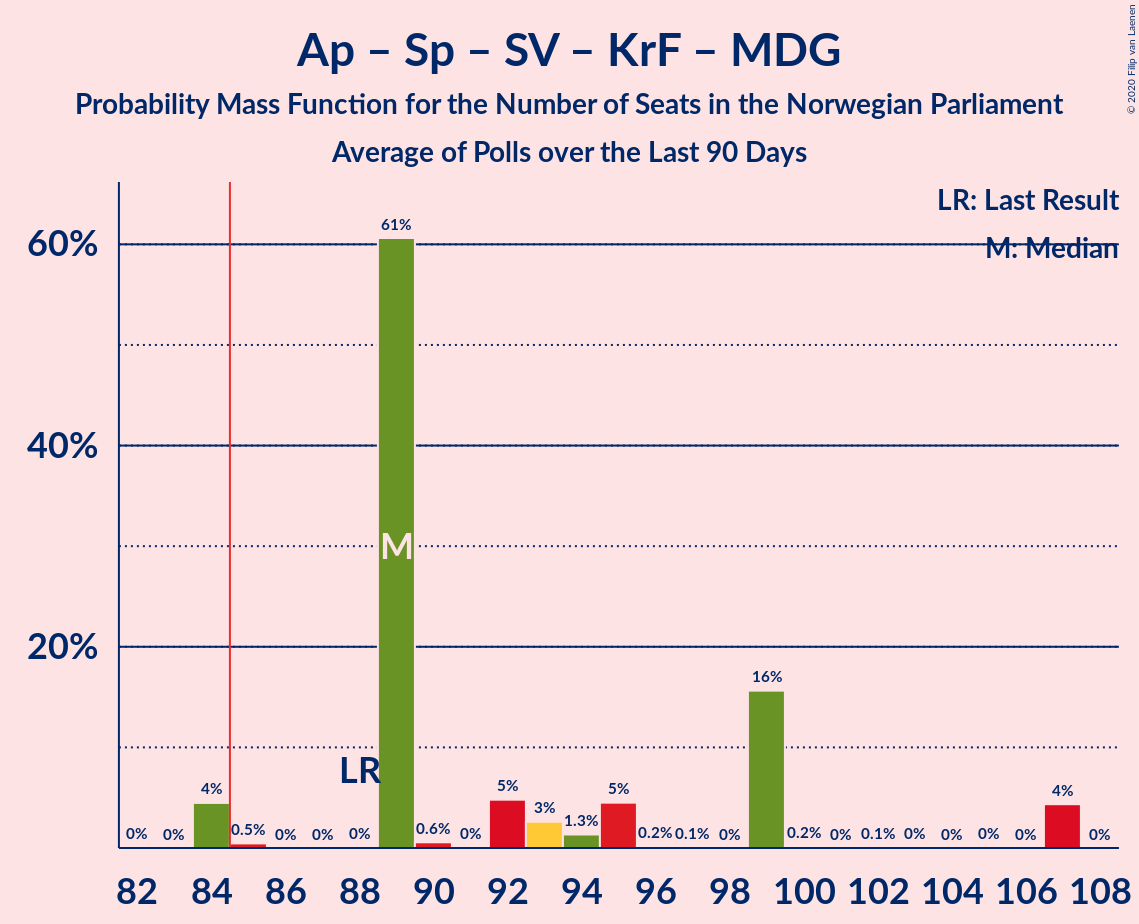 Ap – Sp – SV – KrF – MDG
Probability Mass Function for the Number of Seats in the Norwegian Parliament
Average of Polls over the Last 90 Days
© 2020 Filip van Laenen
LR: Last Result
M: Median
60%
40%
20%
61%
M
LR
16%
4%
5%
3%
5%
4%
0% 0% 0.5% 0% 0% 0% 0.6% 0% 1.3% 0.2% 0.1% 0% 0.2% 0% 0.1% 0% 0% 0% 0% 0%
82 84 86 88 90 92 94 96 98 100 102 104 106 108